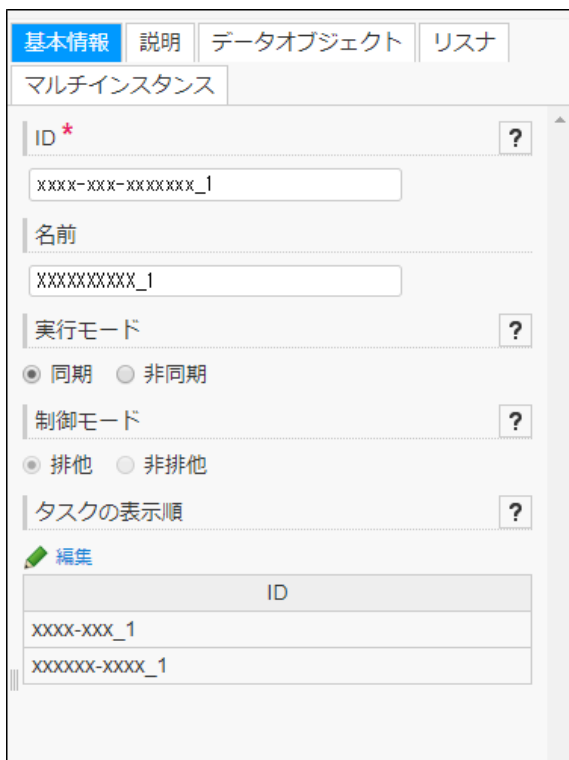 基本情報 説明 データオブジェクト リスナ
マルチインスタンス
ID * ?
xxxx-xxx-xxxxxxx_1
名前
XXXXXXXXXX_1
実行モード ?
同期 非同期
制御モード ?
排他 非排他
タスクの表示順 ?
編集
ID
xxxx-xxx_1
xxxxxx-xxxx_1